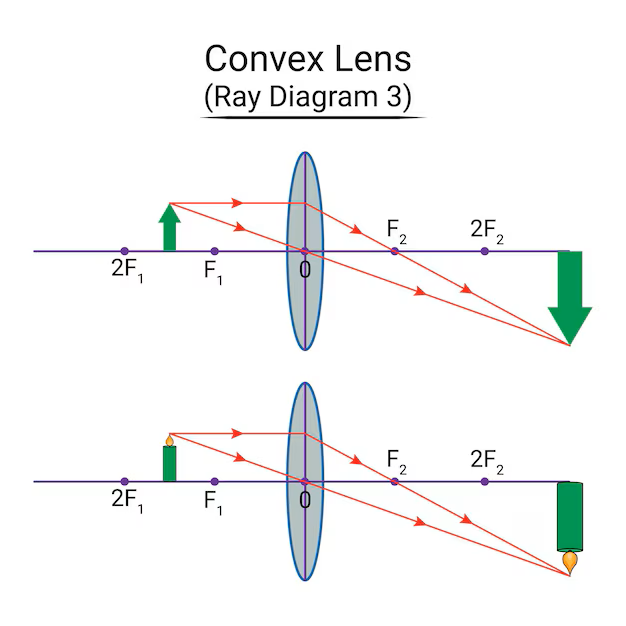 Convex Lens
(Ray Diagram 3)
F₂ 2F₂
2F₁ F₁ 0
F₂ 2F₂
2F₁ F₁ 0